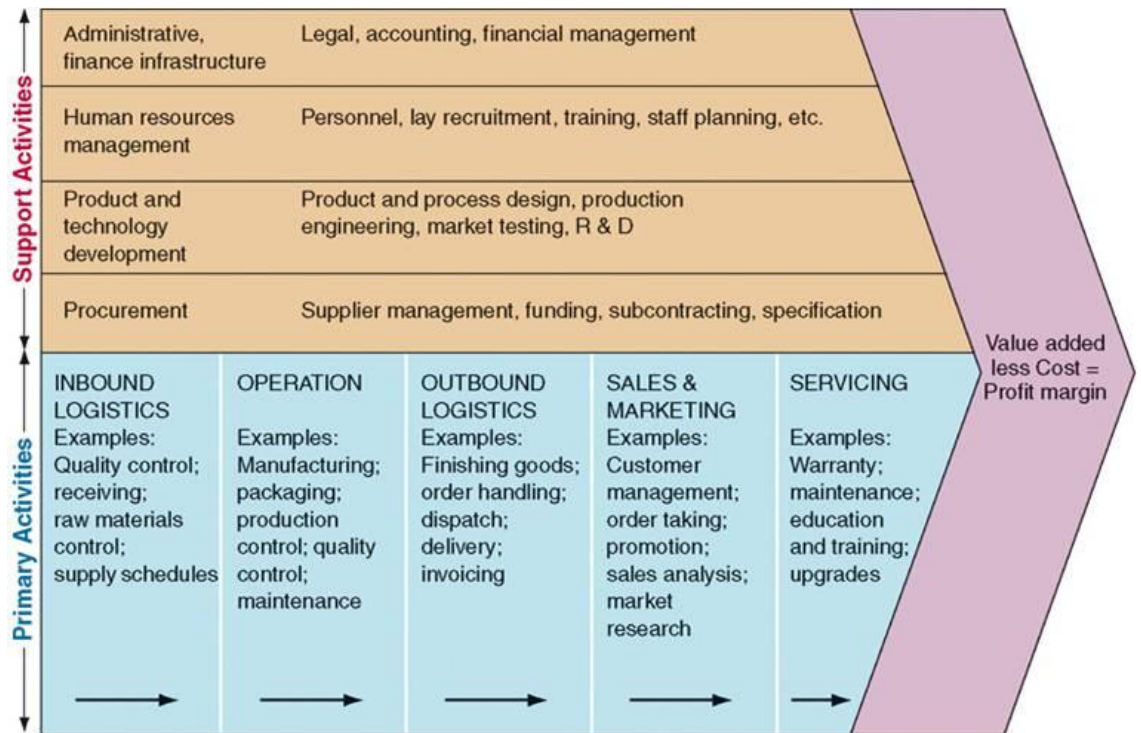 Support Activities
Administrative,
finance infrastructure
Legal, accounting, financial management
Human resources
management
Personnel, lay recruitment, training, staff planning, etc.
Product and
technology
development
Product and process design, production
engineering, market testing, R & D
Procurement
Supplier management, funding, subcontracting, specification
Primary Activities
INBOUND
LOGISTICS
Examples:
Quality control;
receiving;
raw materials
control;
supply schedules
OPERATION
Examples:
Manufacturing;
packaging;
production
control; quality
control;
maintenance
OUTBOUND
LOGISTICS
Examples:
Finishing goods;
order handling;
dispatch;
delivery;
invoicing
SALES &
MARKETING
Examples:
Customer
management;
order taking;
promotion;
sales analysis;
market
research
SERVICING
Examples:
Warranty;
maintenance;
education
and training;
upgrades
Value added
less Cost =
Profit margin